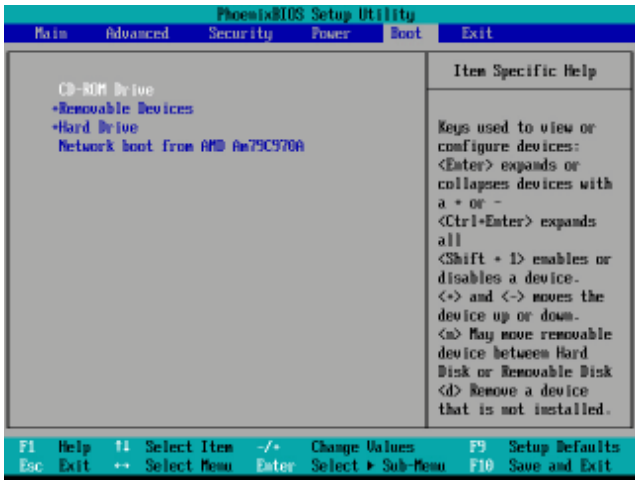 PhoenixBIOS Setup Utility
Main Advanced Security Power Boot Exit
CD-ROM Drive
+Removable Devices
+Hard Drive
Network boot from AMD Am79C970A
Item Specific Help
Keys used to view or
configure devices:
<Enter> expands or
collapses devices with
a + or -
<Ctrl+Enter> expands
all
<Shift + 1> enables or
disables a device.
<+> and <-> moves the
device up or down.
<n> May move removable
device between Hard
Disk or Removable Disk
<d> Remove a device
that is not installed.
F1 Help ↑↓ Select Item -/+ Change Values F9 Setup Defaults
Esc Exit ↔ Select Menu Enter Select ▶ Sub-Menu F10 Save and Exit